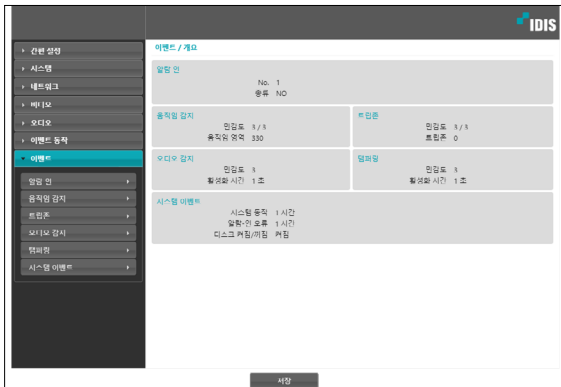 IDIS
간편 설정
시스템
네트워크
비디오
오디오
이벤트 동작
이벤트
알람 인
움직임 감지
트립존
오디오 감지
탬퍼링
시스템 이벤트
이벤트 / 개요
알람 인
No. 1
종류 NO
움직임 감지
민감도 3 / 3
움직임 영역 330
트립존
민감도 3 / 3
트립존 0
오디오 감지
민감도 3
활성화 시간 1 초
탬퍼링
민감도 3
활성화 시간 1 초
시스템 이벤트
시스템 동작 1 시간
알람-인 오류 1 시간
디스크 켜짐/꺼짐 켜짐
저장